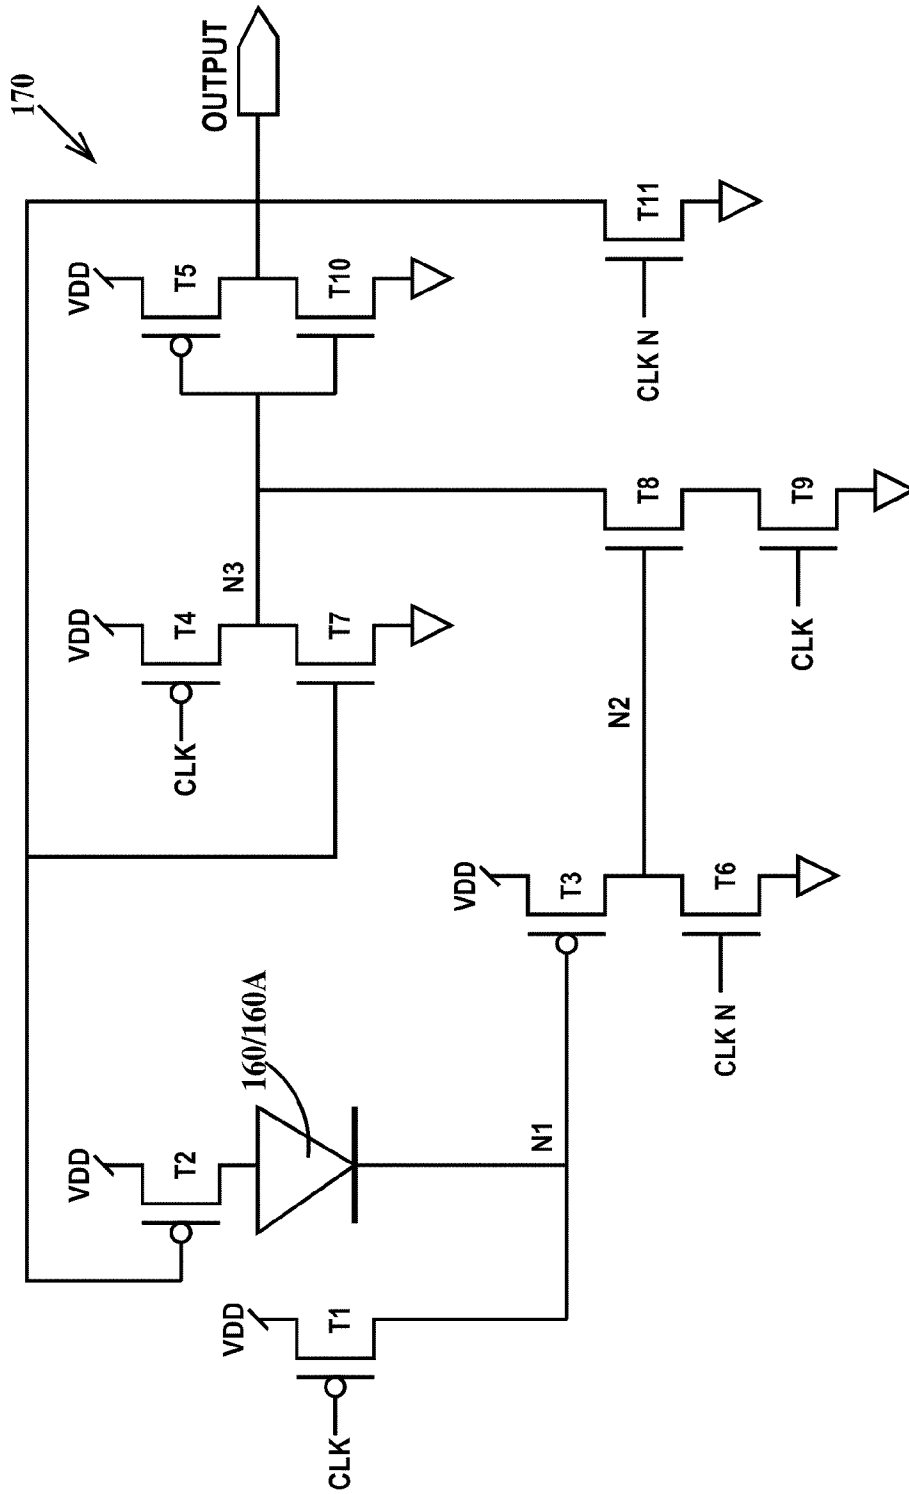 170
OUTPUT
VDD
T5
T10
T11
CLK N
VDD
T4
CLK
N3
T7
T8
T9
CLK
N2
VDD
T3
T6
CLK N
VDD
T2
160/160A
N1
VDD
T1
CLK